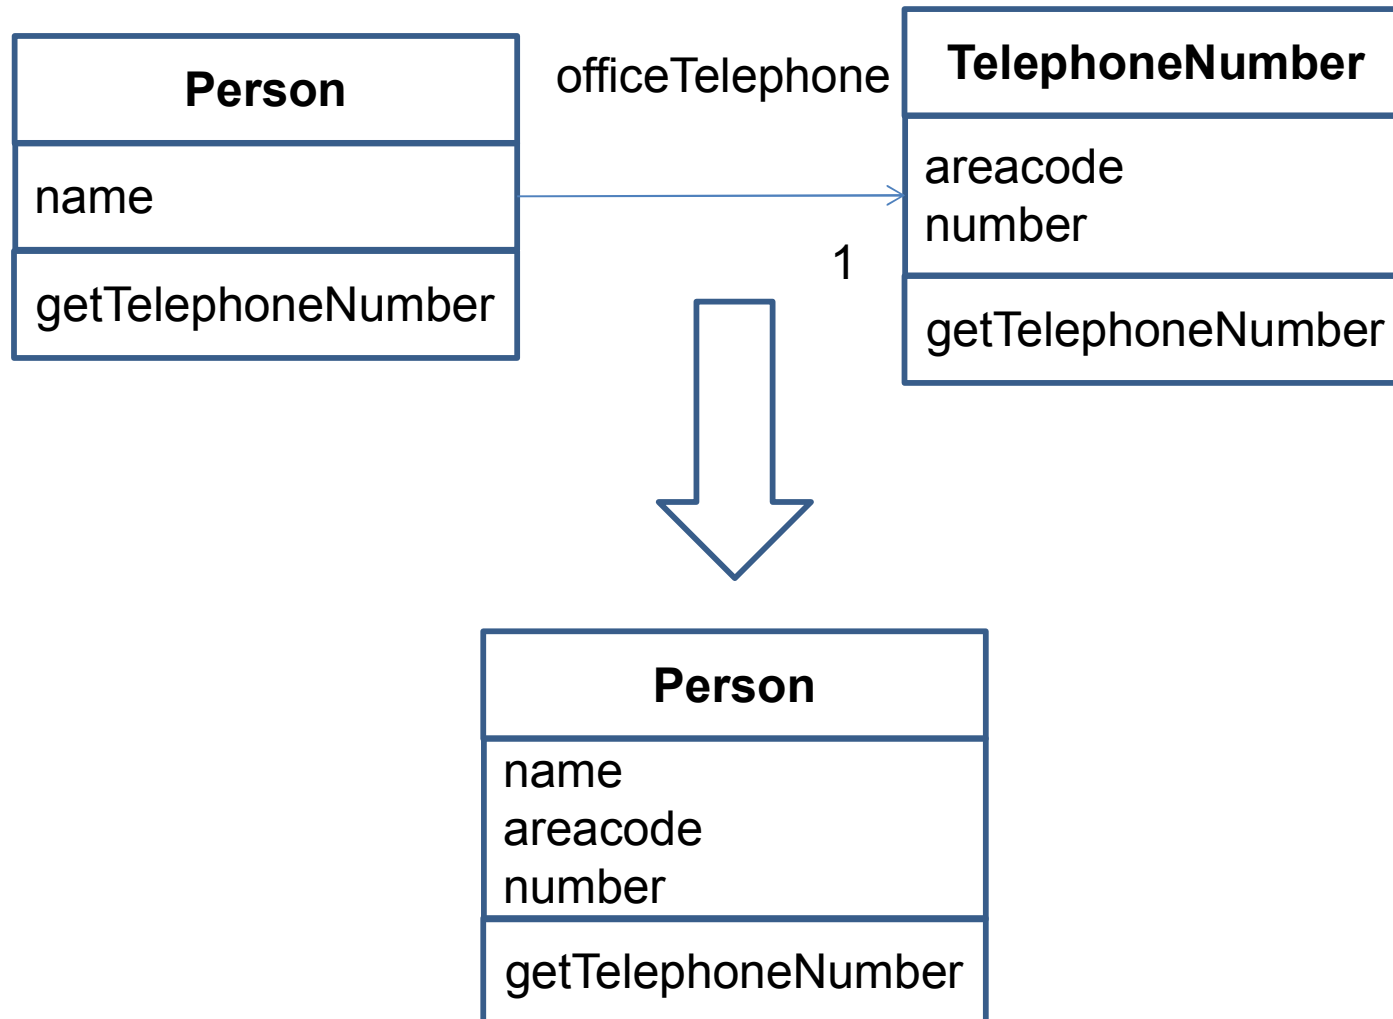 Person
name
getTelephoneNumber
officeTelephone
1
TelephoneNumber
areacode
number
getTelephoneNumber
Person
name
areacode
number
getTelephoneNumber